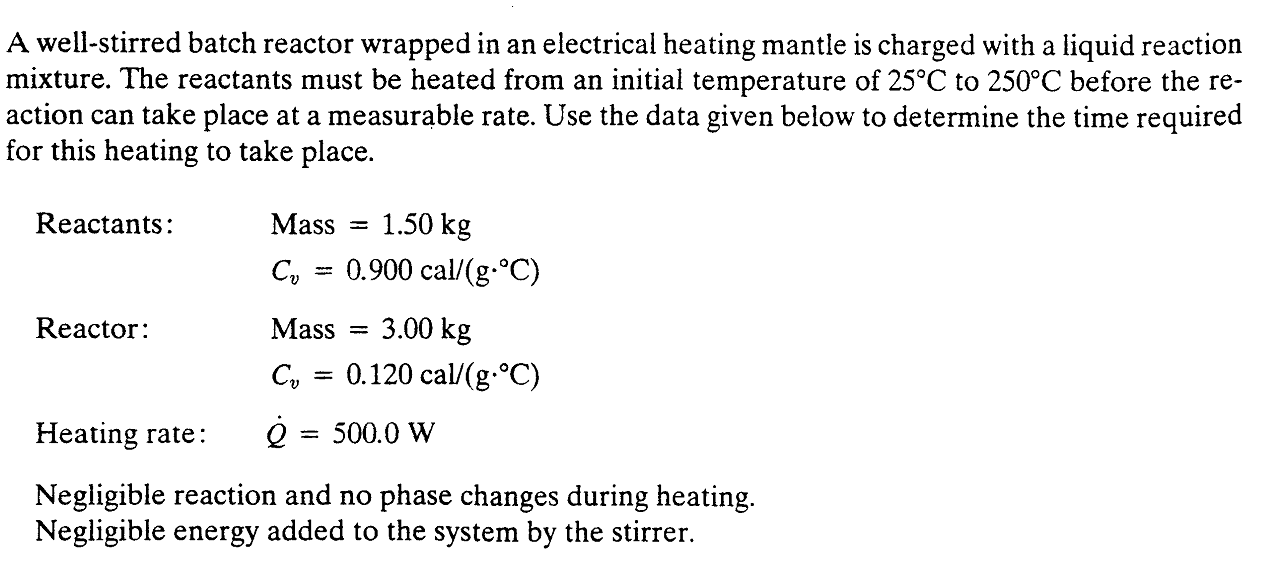 A well-stirred batch reactor wrapped in an electrical heating mantle is charged with a liquid reaction
mixture. The reactants must be heated from an initial temperature of 25°C to 250°C before the re-
action can take place at a measurable rate. Use the data given below to determine the time required
for this heating to take place.
Reactants: Mass = 1.50 kg
Cᵥ = 0.900 cal/(g·°C)
Reactor: Mass = 3.00 kg
Cᵥ = 0.120 cal/(g·°C)
Heating rate: Q̇ = 500.0 W
Negligible reaction and no phase changes during heating.
Negligible energy added to the system by the stirrer.